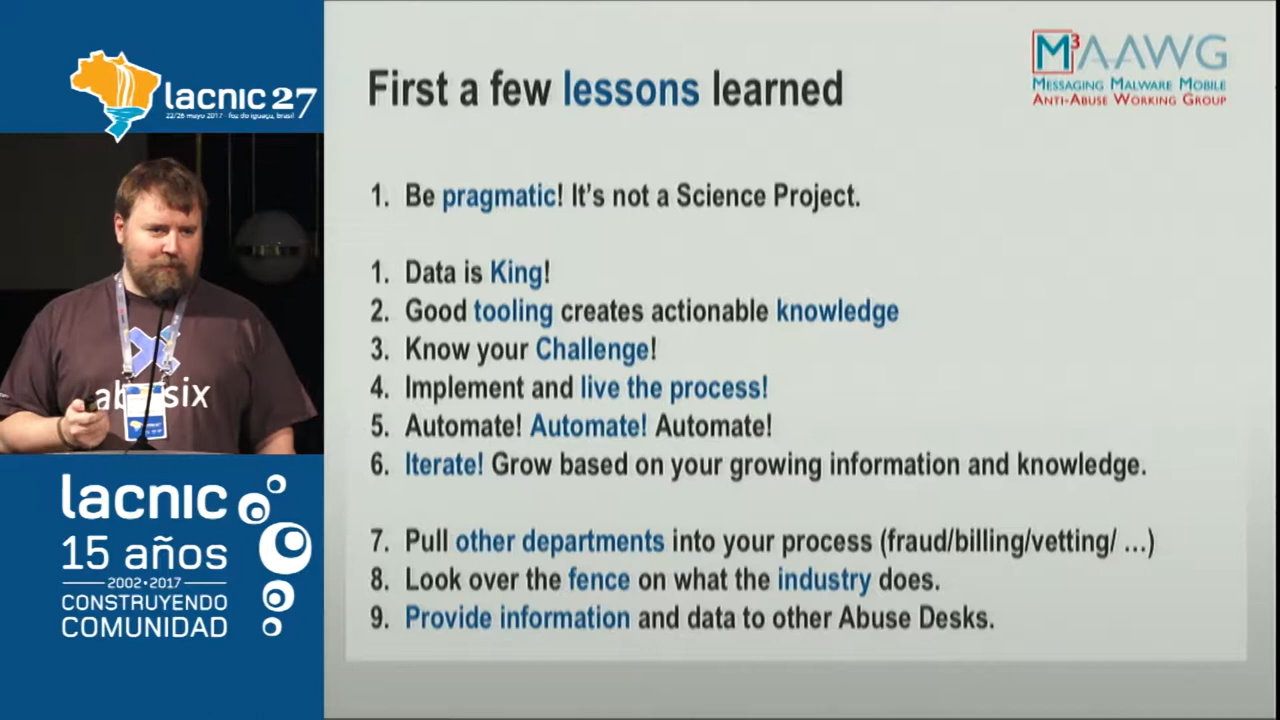 lacnic 27
22/26 mayo 2017 - foz do iguaçu, brasil
abusix
lacnic
15 años
2002•2017
CONSTRUYENDO
COMUNIDAD
First a few lessons learned
M³AAWG
MESSAGING MALWARE MOBILE
ANTI-ABUSE WORKING GROUP
1. Be pragmatic! It's not a Science Project.
1. Data is King!
2. Good tooling creates actionable knowledge
3. Know your Challenge!
4. Implement and live the process!
5. Automate! Automate! Automate!
6. Iterate! Grow based on your growing information and knowledge.
7. Pull other departments into your process (fraud/billing/vetting/ ...)
8. Look over the fence on what the industry does.
9. Provide information and data to other Abuse Desks.